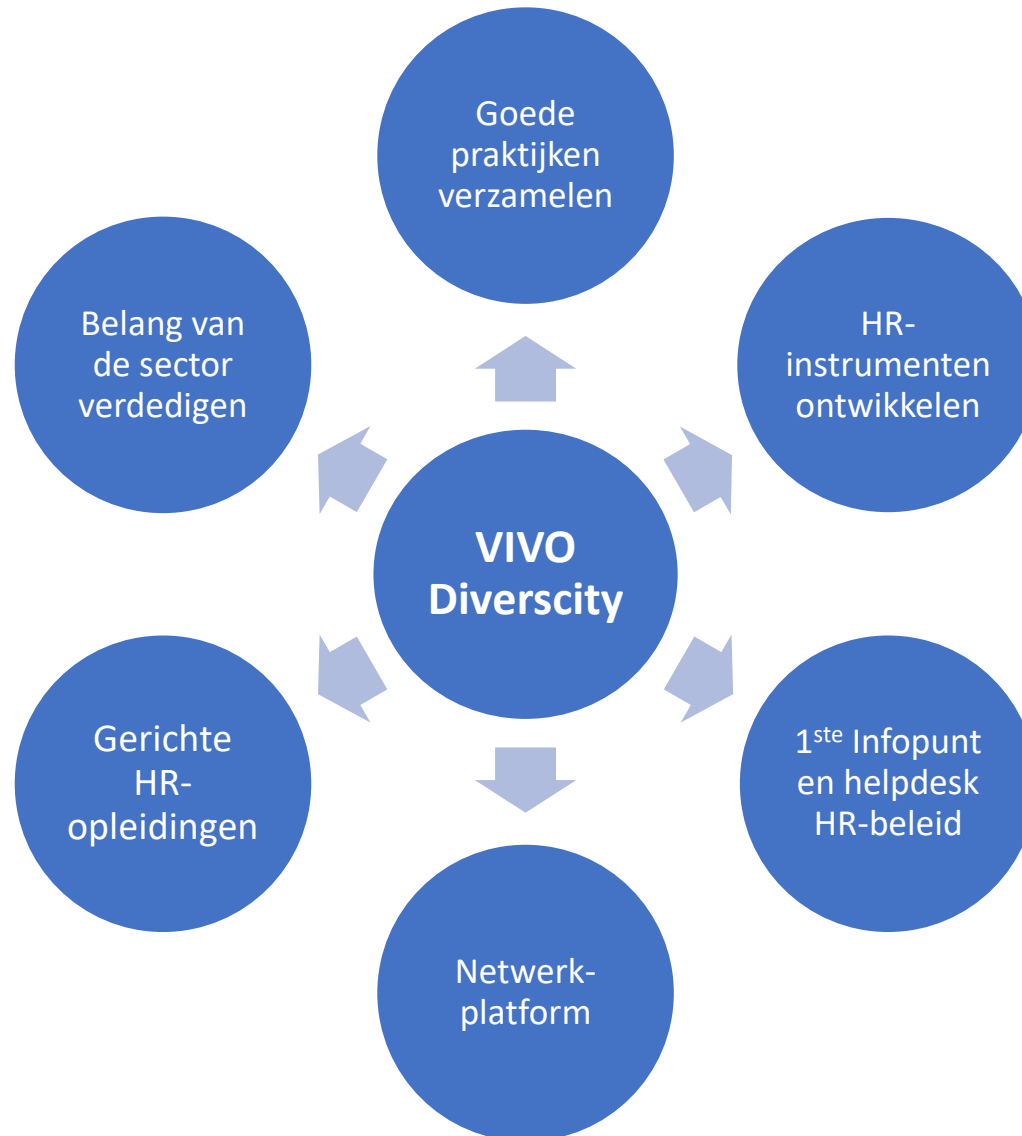 Goede
praktijken
verzamelen
HR-
instrumenten
ontwikkelen
1ste Infopunt
en helpdesk
HR-beleid
Netwerk-
platform
Gerichte
HR-
opleidingen
Belang van
de sector
verdedigen
VIVO
Diverscity